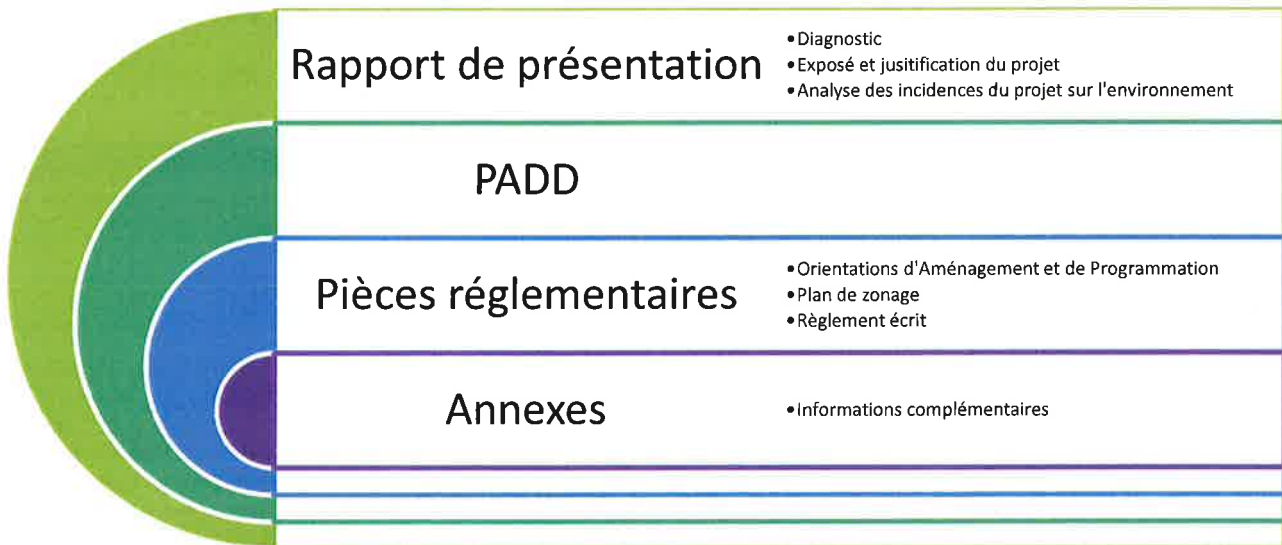 Rapport de présentation
•Diagnostic
•Exposé et jusitification du projet
•Analyse des incidences du projet sur l'environnement
PADD
Pièces réglementaires
•Orientations d'Aménagement et de Programmation
•Plan de zonage
•Règlement écrit
Annexes
•Informations complémentaires